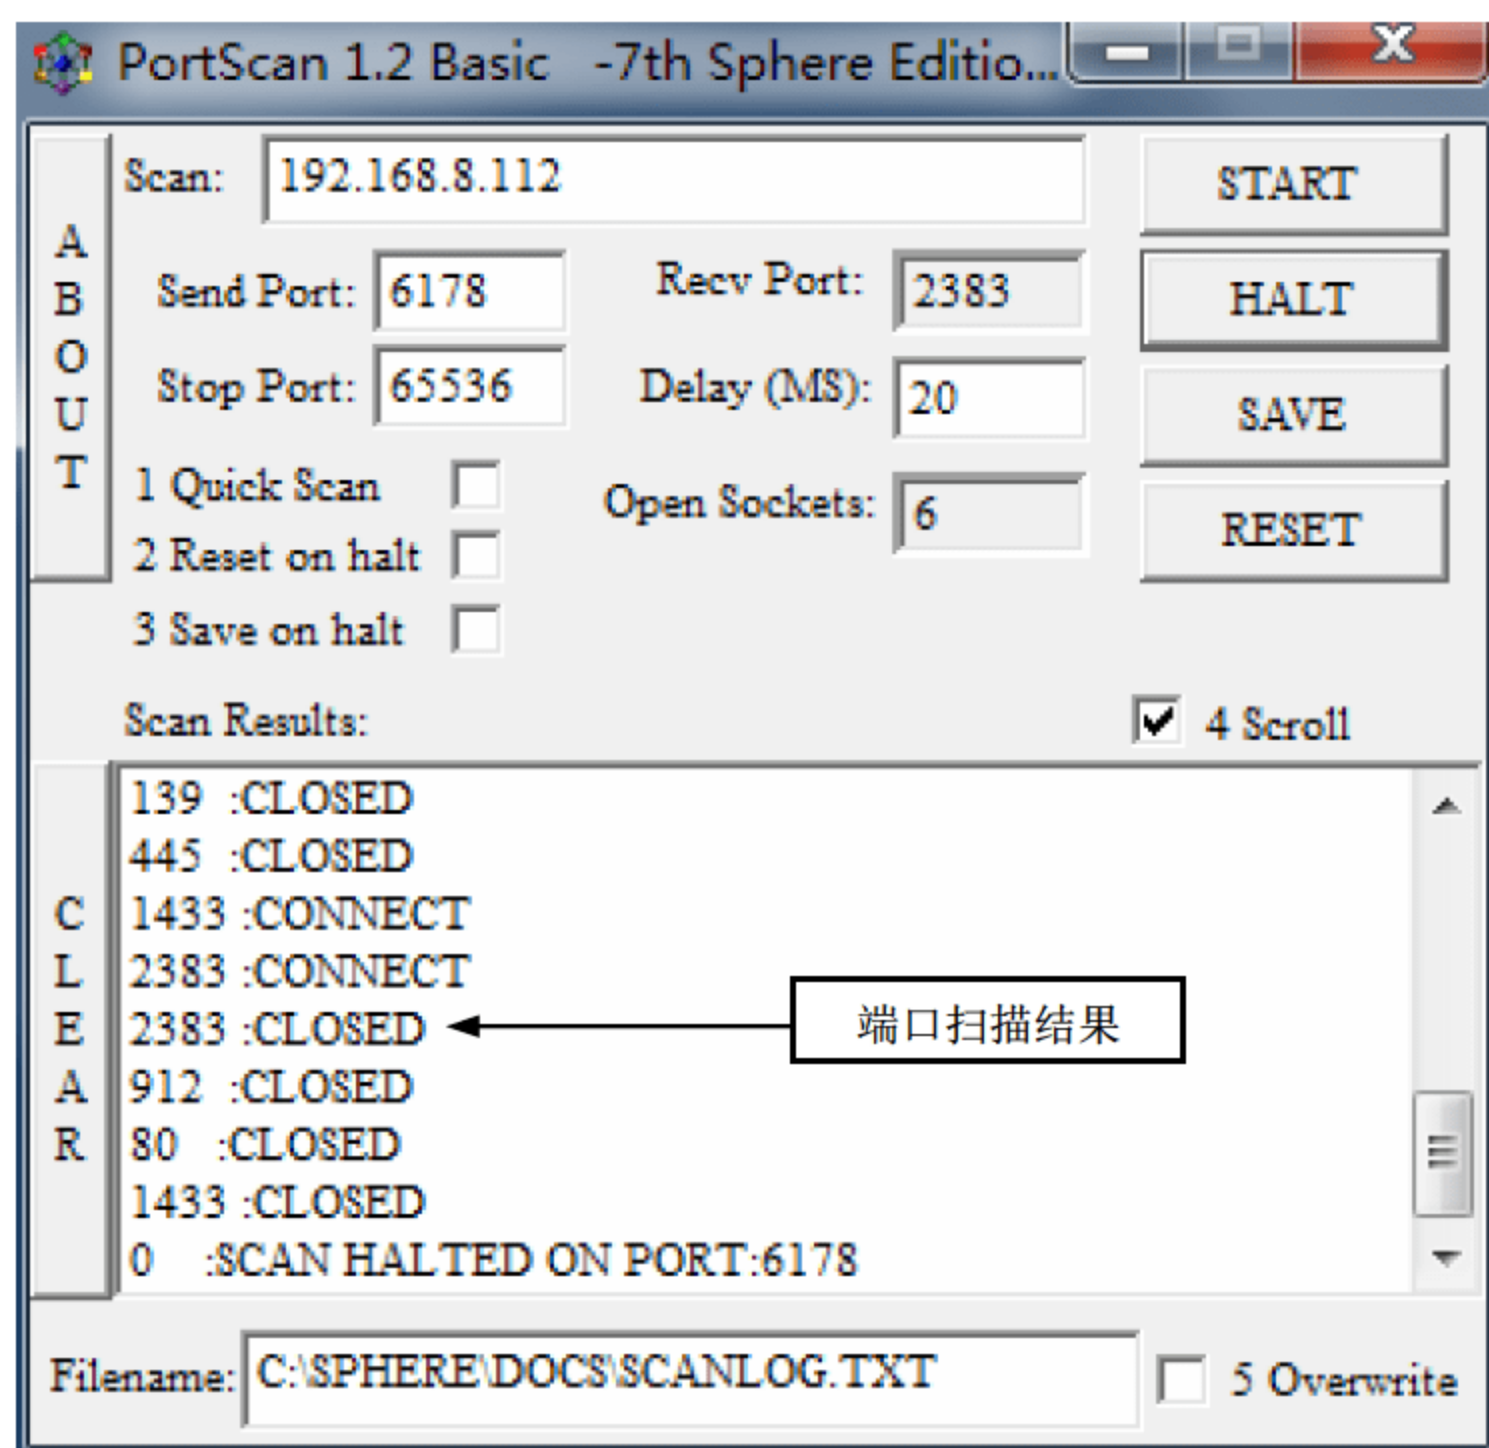 PortScan 1.2 Basic -7th Sphere Editio...
ABOUT
Scan: 192.168.8.112
START
Send Port: 6178
Recv Port: 2383
HALT
Stop Port: 65536
Delay (MS): 20
SAVE
1 Quick Scan
Open Sockets: 6
RESET
2 Reset on halt
3 Save on halt
Scan Results:
4 Scroll
CLEAR
139 :CLOSED
445 :CLOSED
1433 :CONNECT
2383 :CONNECT
2383 :CLOSED
端口扫描结果
912 :CLOSED
80 :CLOSED
1433 :CLOSED
0 :SCAN HALTED ON PORT:6178
Filename: C:\SPHERE\DOCS\SCANLOG.TXT
5 Overwrite